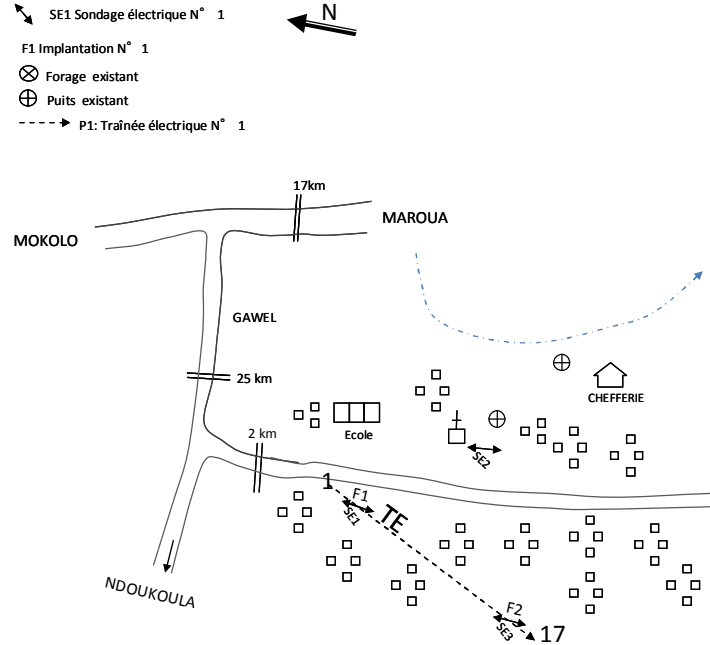 SE1 Sondage électrique N° 1
N
F1 Implantation N° 1
Forage existant
Puits existant
P1: Traînée électrique N° 1
17km
MAROUA
MOKOLO
GAWEL
25 km
CHEFFERIE
2 km
Ecole
SE2
1
F1
SE1
TE
NDOUKOULA
F2
SE3
17